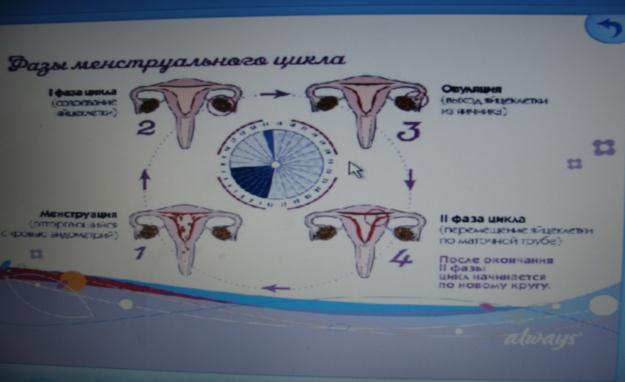 Фазы менструального цикла
I фаза цикла
(созревание
яйцеклетки)
2
Овуляция
(выход яйцеклетки
из яичника)
3
Менструация
(отторгающийся
с кровью эндометрий)
1
II фаза цикла
(перемещение яйцеклетки
по маточной трубе)
4
После окончания
II фазы
цикл начинается
по новому кругу.
always